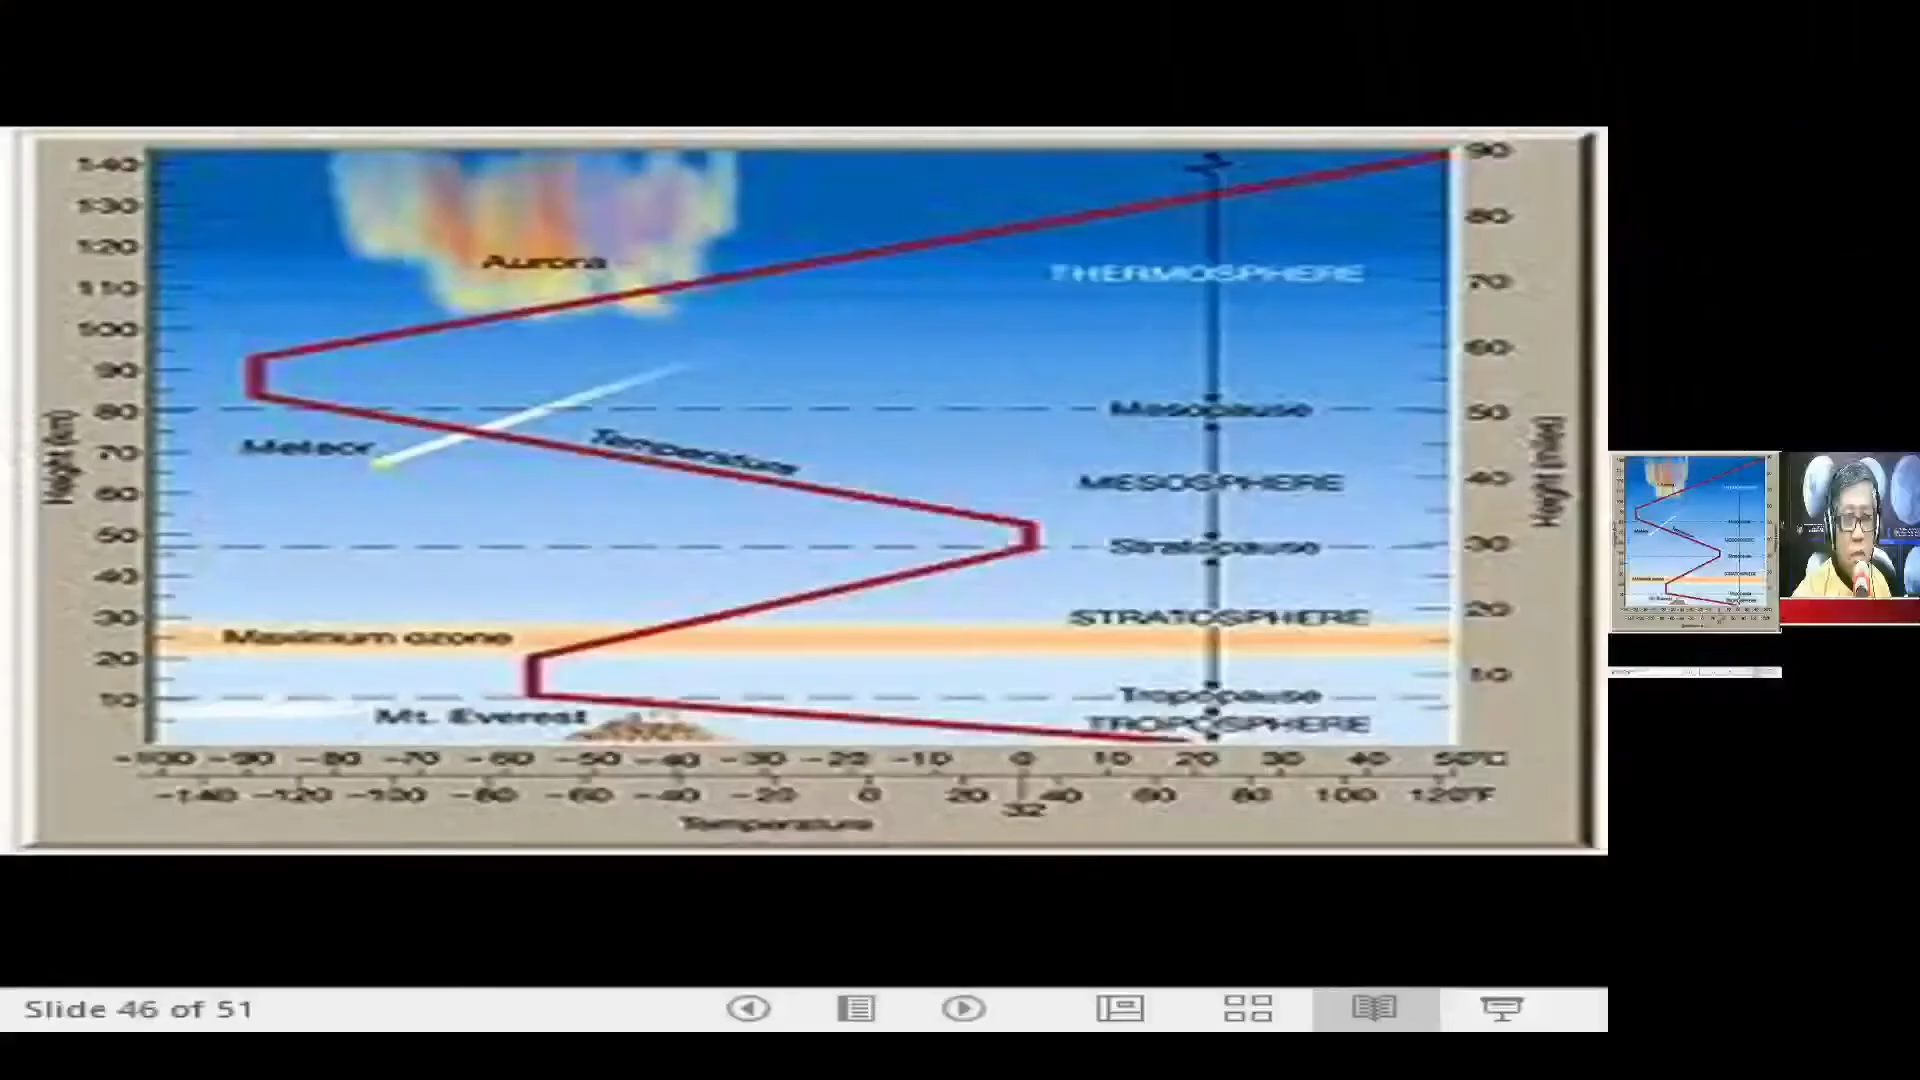 140
130
120
110
100
90
80
70
60
50
40
30
20
10
Height (km)
90
80
70
60
50
40
30
20
10
Height (miles)
Aurora
THERMOSPHERE
Mesopause
Meteor
Temperature
MESOSPHERE
Stratopause
STRATOSPHERE
Maximum ozone
Tropopause
Mt. Everest
TROPOSPHERE
-100 -90 -80 -70 -60 -50 -40 -30 -20 -10 0 10 20 30 40 50°C
-140 -120 -100 -80 -60 -40 -20 0 20 32 40 60 80 100 120°F
Temperature
Slide 46 of 51